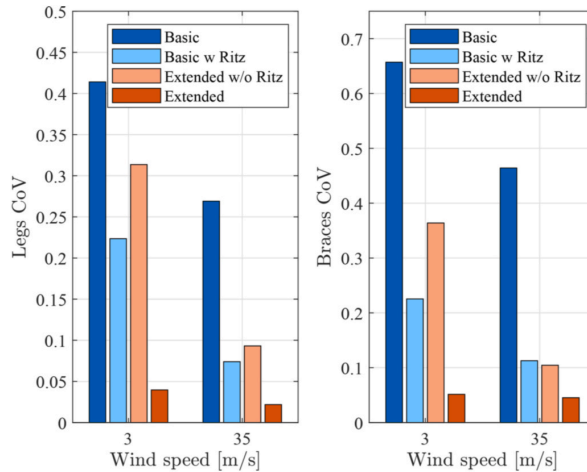 0.5
0.45
0.4
0.35
0.3
0.25
0.2
0.15
0.1
0.05
0
Legs CoV
Basic
Basic w Ritz
Extended w/o Ritz
Extended
3
35
Wind speed [m/s]
0.7
0.6
0.5
0.4
0.3
0.2
0.1
0
Braces CoV
Basic
Basic w Ritz
Extended w/o Ritz
Extended
3
35
Wind speed [m/s]